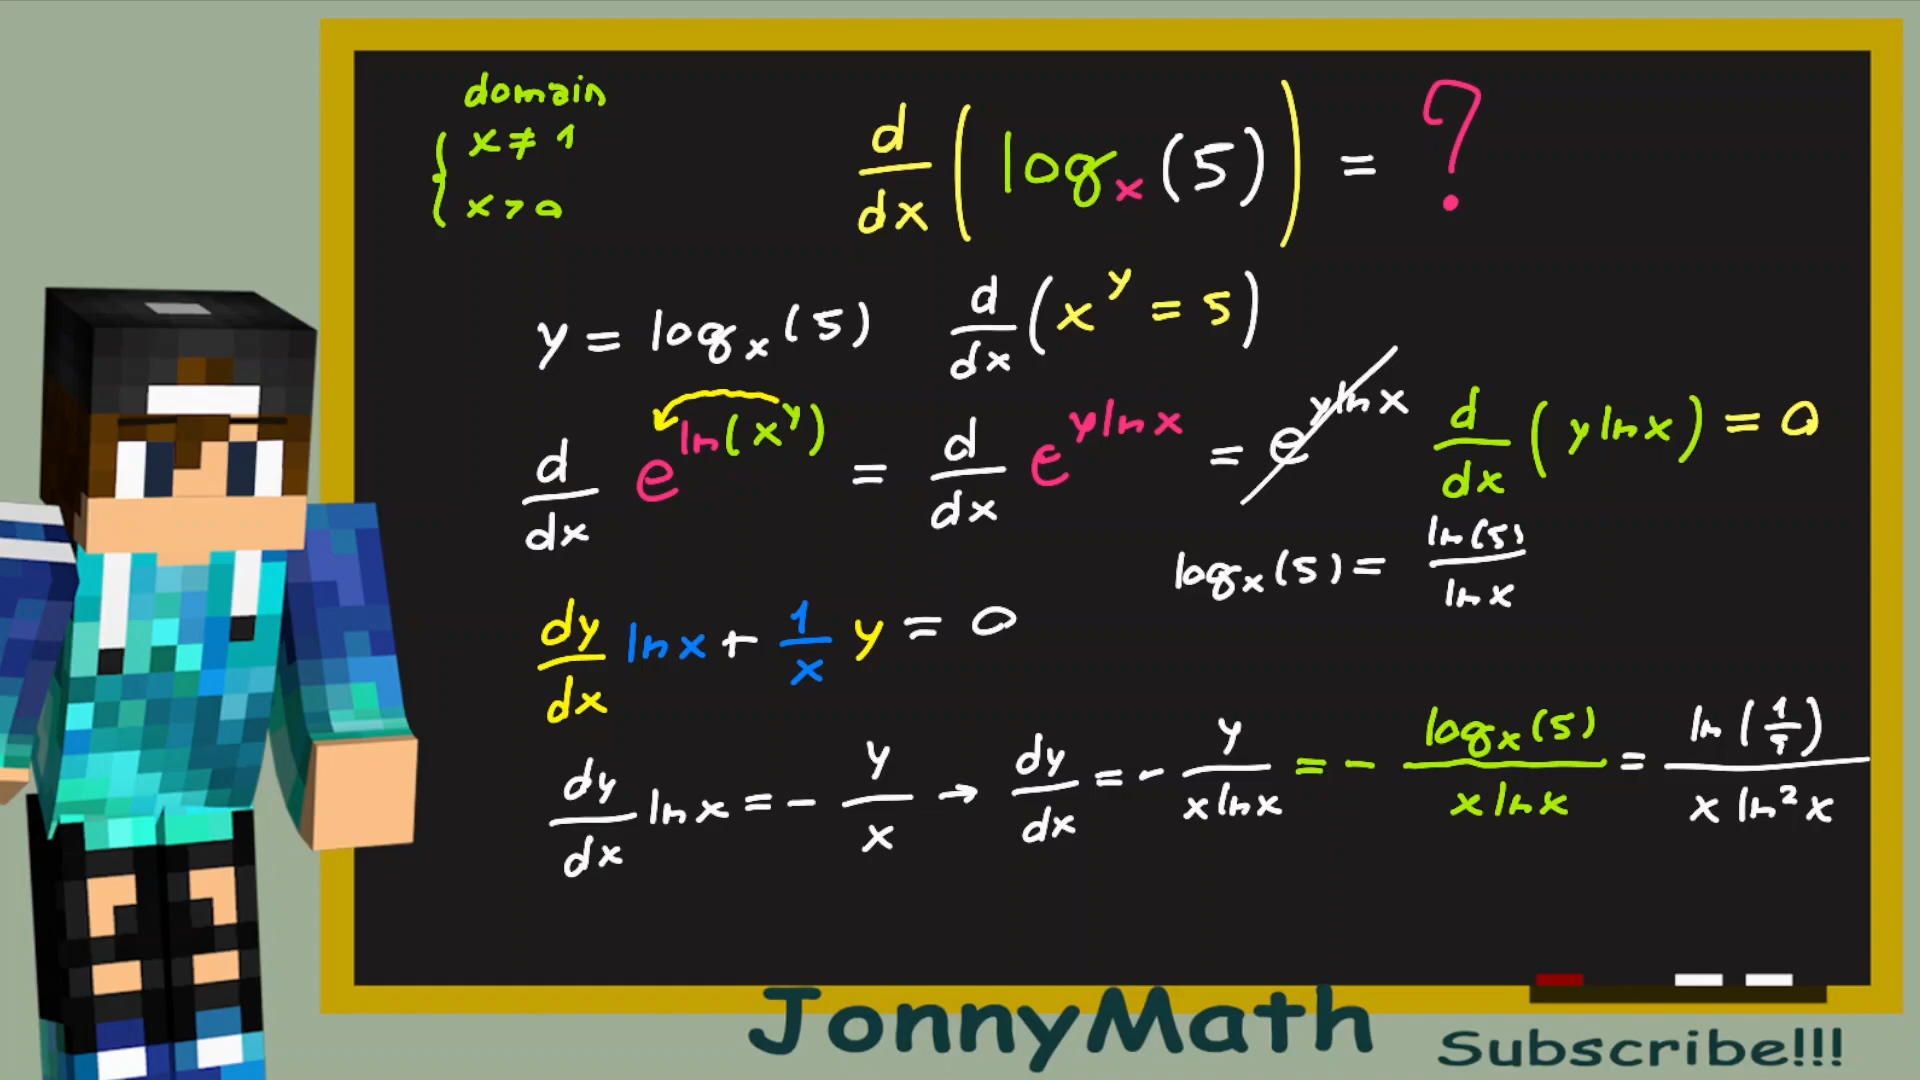 domain
{ x ≠ 1
x > 0
d/dx ( log_x (5) ) = ?
y = log_x (5) d/dx ( x^y = 5 )
d/dx e^(ln(x^y)) = d/dx e^(y ln x) = e^(y ln x) d/dx ( y ln x ) = 0
log_x (5) = ln(5) / ln x
dy/dx ln x + 1/x y = 0
dy/dx ln x = - y/x → dy/dx = - y / (x ln x) = - log_x (5) / (x ln x) = ln(1/5) / (x ln² x)
JonnyMath
Subscribe!!!